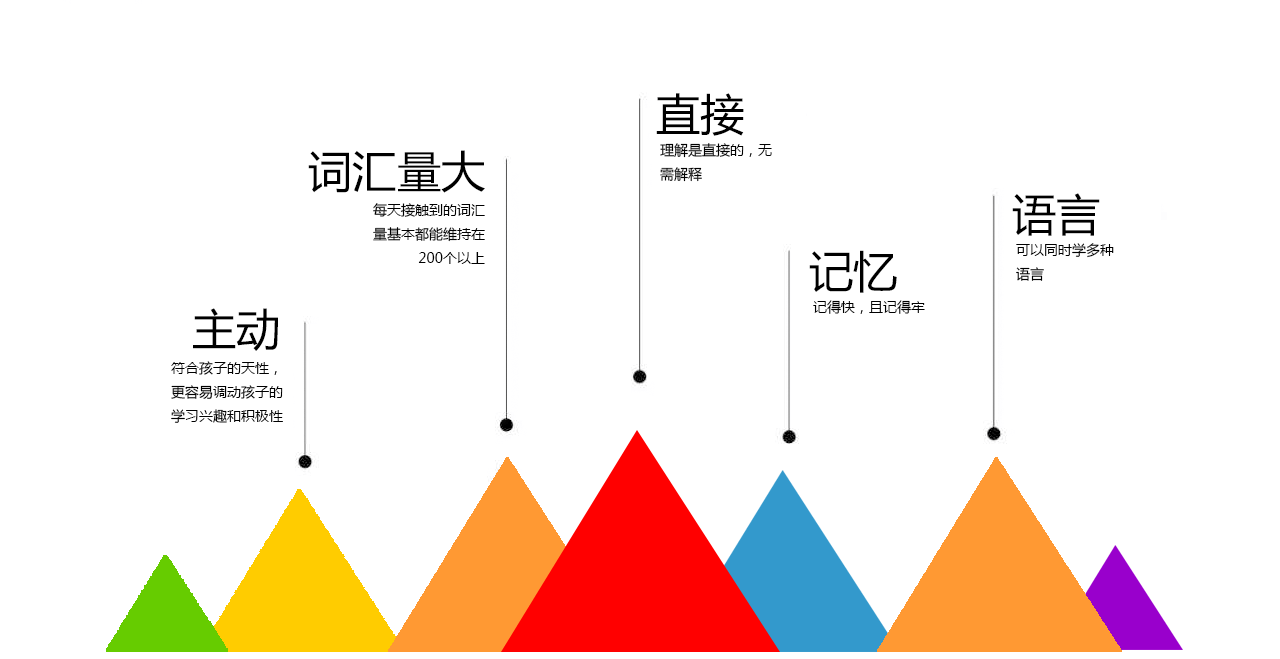 主动
符合孩子的天性，
更容易调动孩子的
学习兴趣和积极性
词汇量大
每天接触到的词汇
量基本都能维持在
200个以上
直接
理解是直接的，无
需解释
记忆
记得快，且记得牢
语言
可以同时学多种
语言